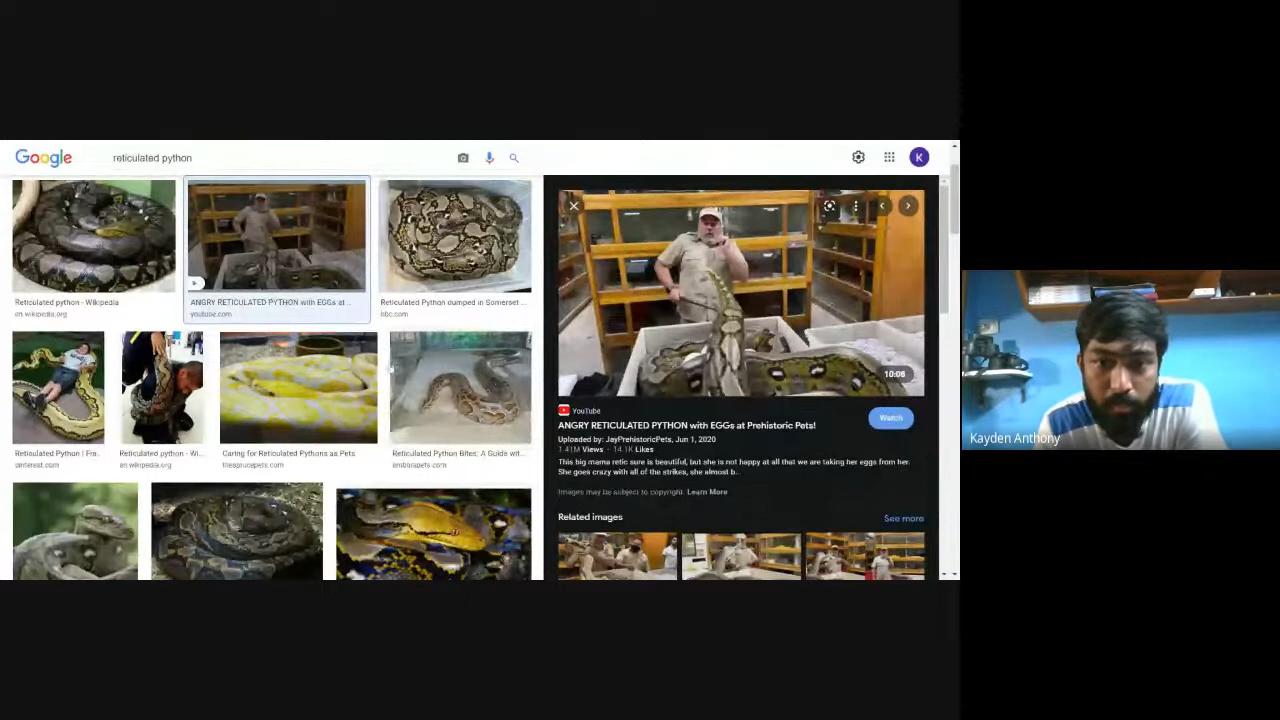 Google
reticulated python
K
Reticulated python - Wikipedia
en.wikipedia.org
ANGRY RETICULATED PYTHON with EGGs at ...
youtube.com
Reticulated Python dumped in Somerset ...
bbc.com
Reticulated Python | Fra...
pinterest.com
Reticulated python - Wi...
en.wikipedia.org
Caring for Reticulated Pythons as Pets
thesprucepets.com
Reticulated Python Bites: A Guide wit...
emborapets.com
10:06
YouTube
Watch
ANGRY RETICULATED PYTHON with EGGs at Prehistoric Pets!
Uploaded by: JayPrehistoricPets, Jun 1, 2020
1.41M Views · 14.1K Likes
This big mama retic sure is beautiful, but she is not happy at all that we are taking her eggs from her.
She goes crazy with all of the strikes, she almost b...
Images may be subject to copyright. Learn More
Related images
See more
Kayden Anthony